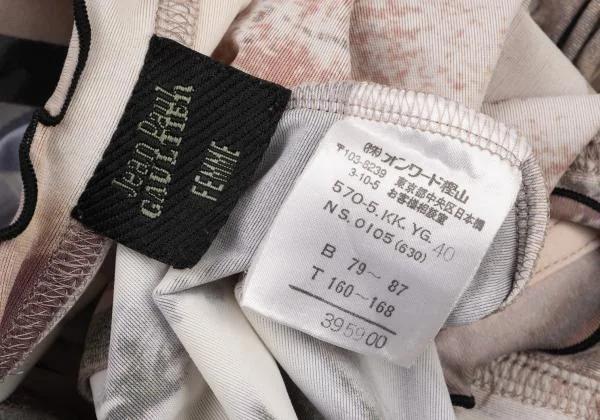 Jean Paul
GAULTIER
FEMME
㈱オンワード樫山
〒103-8239
東京都中央区日本橋
3-10-5 お客様相談室
570-5. KK. YG. 40
NS. 0105 (630)
B 79〜 87
T 160〜168
3959.00